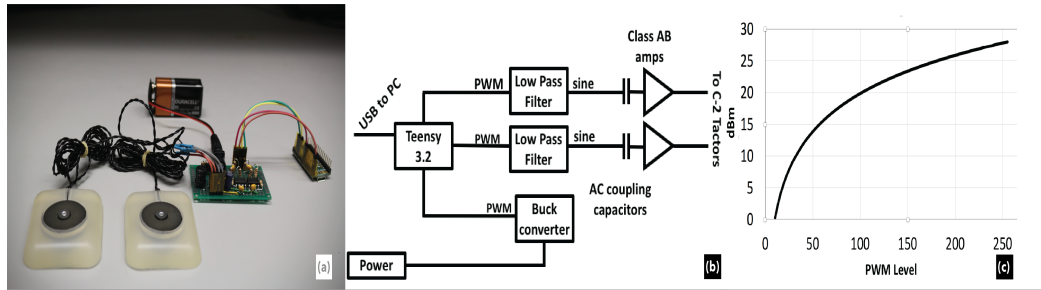 DURACELL
(a)
USB to PC
Teensy
3.2
PWM
Low Pass
Filter
sine
Class AB
amps
PWM
Low Pass
Filter
sine
To C-2 Tactors
AC coupling
capacitors
PWM
Buck
converter
Power
(b)
dBm
30
25
20
15
10
5
0
0 50 100 150 200 250
PWM Level
(c)